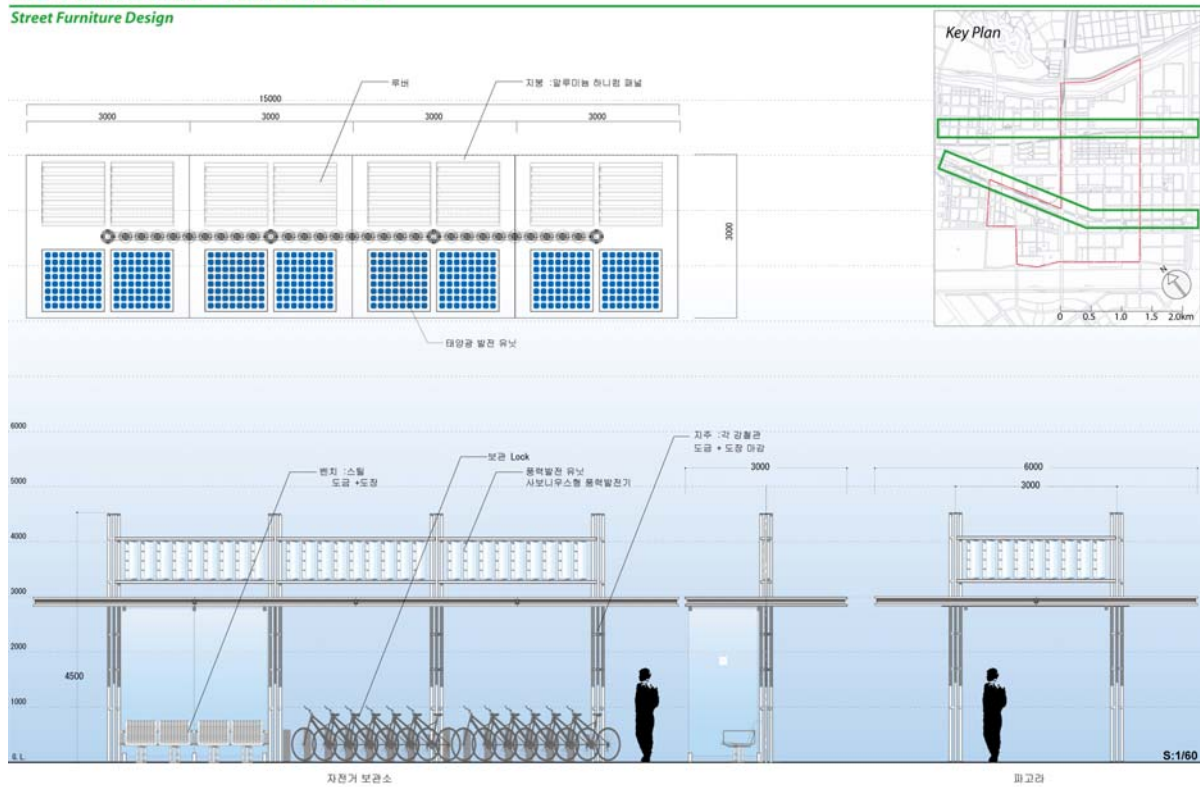 Street Furniture Design
Key Plan
루버
지붕 :알루미늄 하니컴 패널
15000
3000
3000
3000
3000
3000
태양광 발전 유닛
N
0 0.5 1.0 1.5 2.0km
6000
5000
4000
3000
2000
1000
G.L.
4500
벤치 :스틸
도금 +도장
보관 Lock
풍력발전 유닛
사보니우스형 풍력발전기
지주 :각 강철관
도금 + 도장 마감
3000
6000
3000
S:1/60
자전거 보관소
파고라